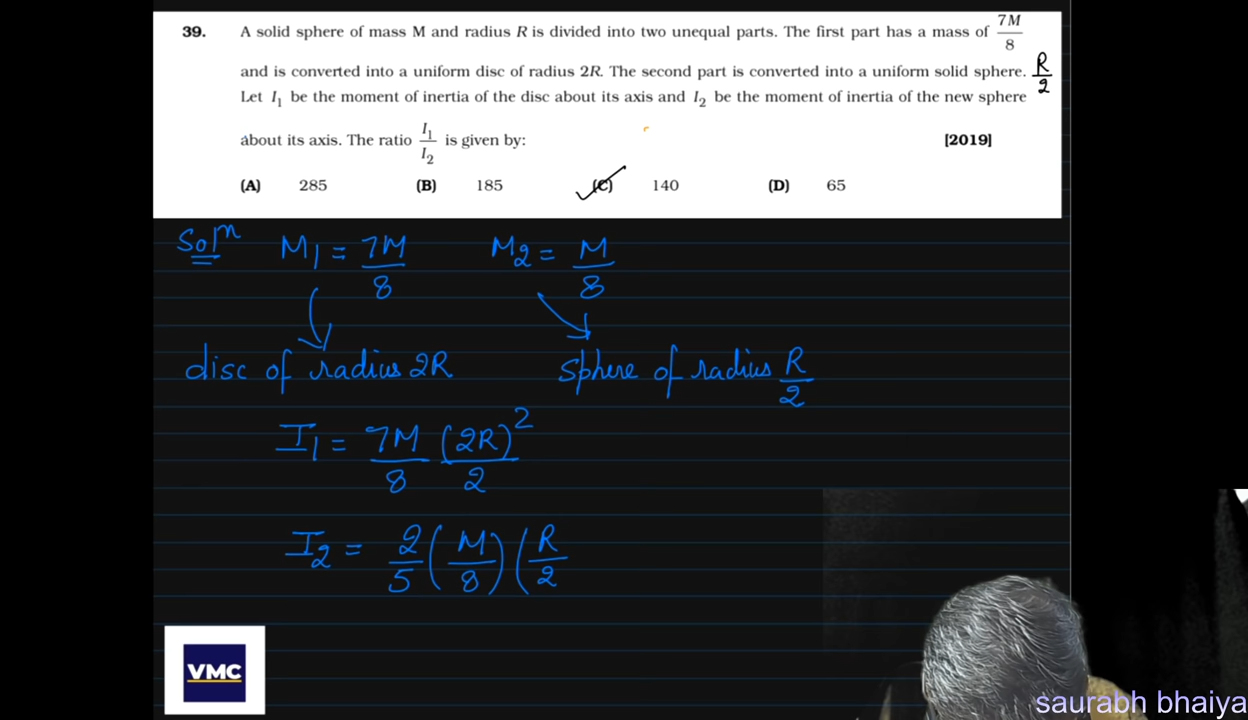 39. A solid sphere of mass M and radius R is divided into two unequal parts. The first part has a mass of 7M/8
and is converted into a uniform disc of radius 2R. The second part is converted into a uniform solid sphere. R/2
Let I₁ be the moment of inertia of the disc about its axis and I₂ be the moment of inertia of the new sphere
about its axis. The ratio I₁/I₂ is given by: [2019]
(A) 285 (B) 185 (C) 140 (D) 65
Solⁿ M₁ = 7M/8 M₂ = M/8
disc of radius 2R Sphere of radius R/2
I₁ = 7M/8 (2R)²/2
I₂ = 2/5 (M/8) (R/2
VMC
saurabh bhaiya